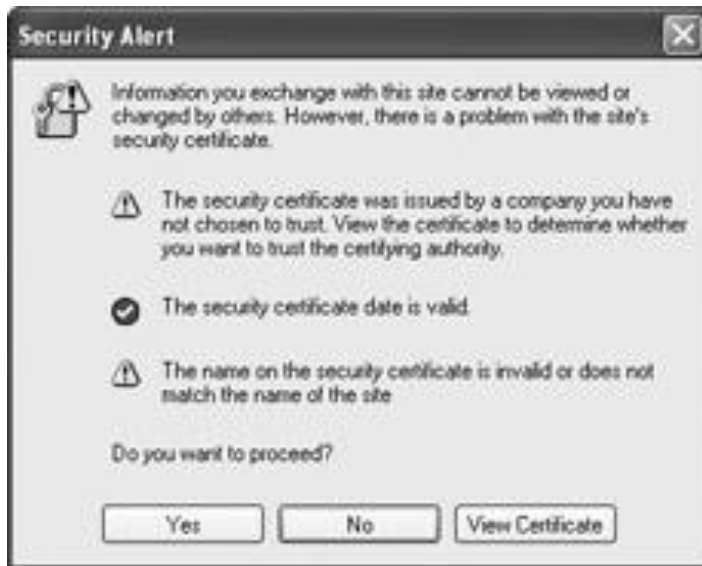 Security Alert
Information you exchange with this site cannot be viewed or
changed by others. However, there is a problem with the site's
security certificate.
The security certificate was issued by a company you have
not chosen to trust. View the certificate to determine whether
you want to trust the certifying authority.
The security certificate date is valid.
The name on the security certificate is invalid or does not
match the name of the site
Do you want to proceed?
Yes No View Certificate